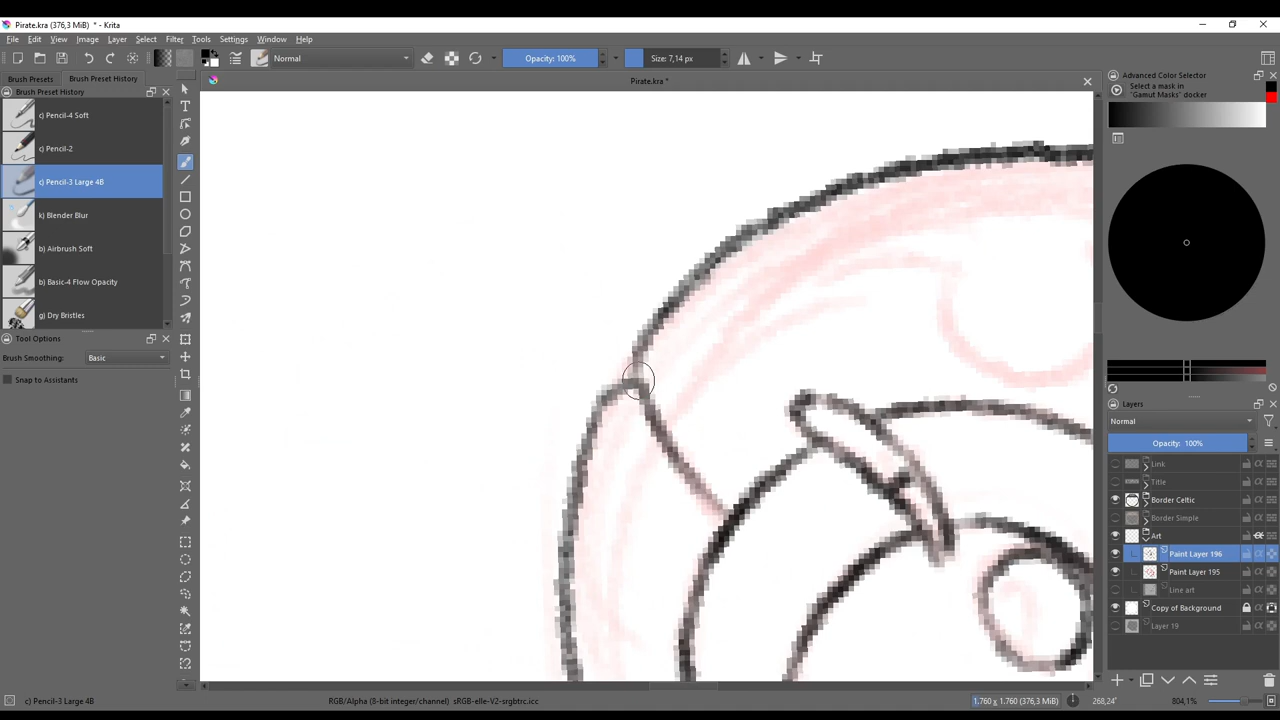 Pirate.kra (376,3 MiB) * - Krita
File Edit View Image Layer Select Filter Tools Settings Window Help
Normal
Opacity: 100%
Size: 7,14 px
Brush Presets
Brush Preset History
Pirate.kra *
Advanced Color Selector
Brush Preset History
Select a mask in
"Gamut Masks" docker
c) Pencil-4 Soft
c) Pencil-2
c) Pencil-3 Large 4B
k) Blender Blur
b) Airbrush Soft
b) Basic-4 Flow Opacity
g) Dry Bristles
Tool Options
Brush Smoothing: Basic
Snap to Assistants
Layers
Normal
Opacity: 100%
Link
Title
Border Celtic
Border Simple
Art
Paint Layer 196
Paint Layer 195
Line art
Copy of Background
Layer 19
c) Pencil-3 Large 4B
RGB/Alpha (8-bit integer/channel) sRGB-elle-V2-srgbtrc.icc
1.760 x 1.760 (376,3 MiB)
268,24°
804,1%